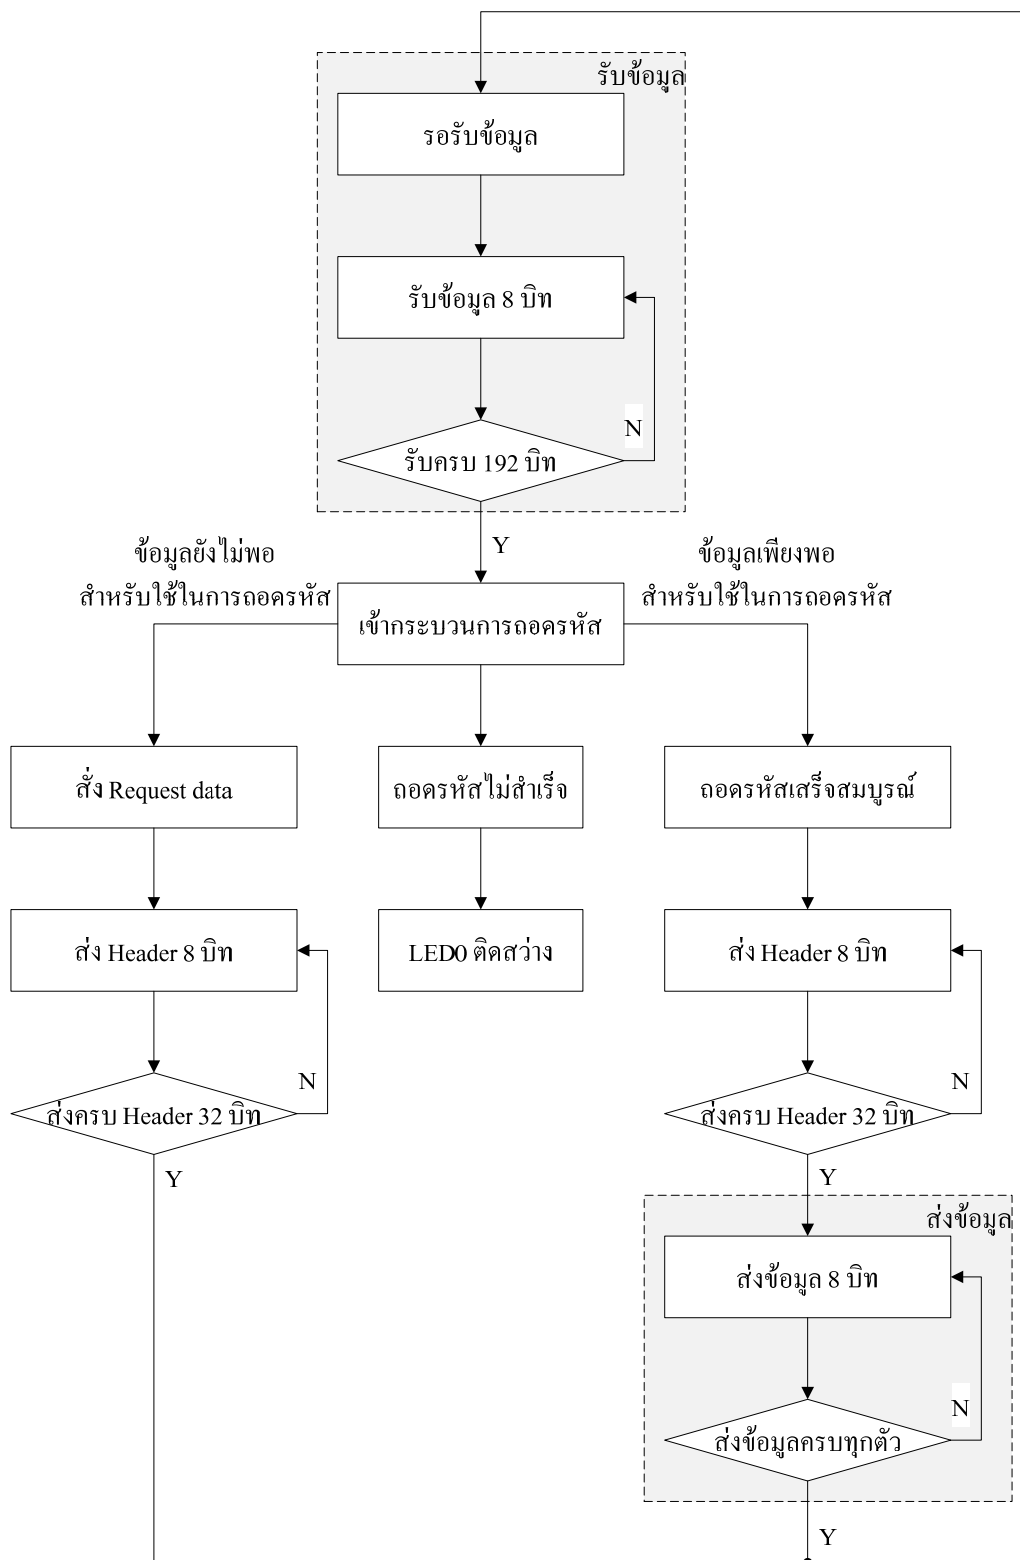 รับข้อมูล
รอรับข้อมูล
รับข้อมูล 8 บิท
N
รับครบ 192 บิท
Y
ข้อมูลยังไม่พอ
สำหรับใช้ในการถอดรหัส
ข้อมูลเพียงพอ
สำหรับใช้ในการถอดรหัส
เข้ากระบวนการถอดรหัส
สั่ง Request data
ถอดรหัสไม่สำเร็จ
ถอดรหัสเสร็จสมบูรณ์
ส่ง Header 8 บิท
LED0 ติดสว่าง
ส่ง Header 8 บิท
N
N
ส่งครบ Header 32 บิท
ส่งครบ Header 32 บิท
Y
Y
ส่งข้อมูล
ส่งข้อมูล 8 บิท
N
ส่งข้อมูลครบทุกตัว
Y